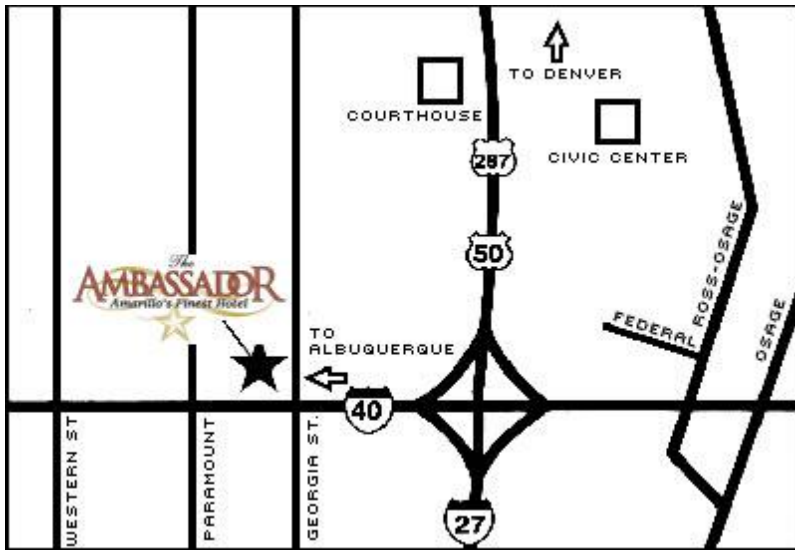 TO DENVER
COURTHOUSE
CIVIC CENTER
287
50
The
AMBASSADOR
Amarillo's Finest Hotel
TO
ALBUQUERQUE
FEDERAL
ROSS-OSAGE
OSAGE
40
WESTERN ST
PARAMOUNT
GEORGIA ST.
27